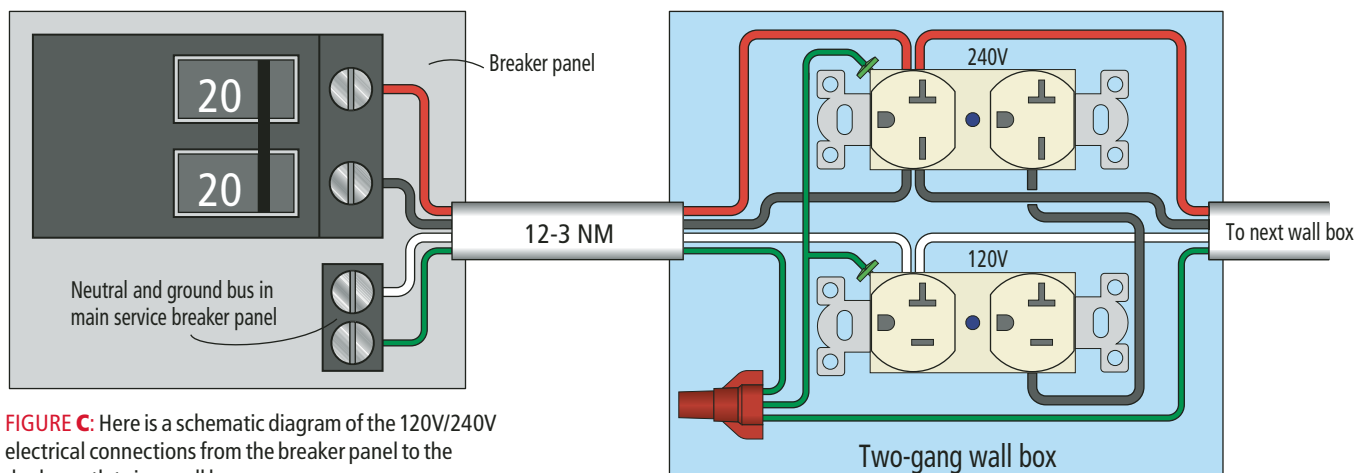 20
20
Breaker panel
Neutral and ground bus in
main service breaker panel
12-3 NM
240V
120V
To next wall box
Two-gang wall box
FIGURE C: Here is a schematic diagram of the 120V/240V
electrical connections from the breaker panel to the